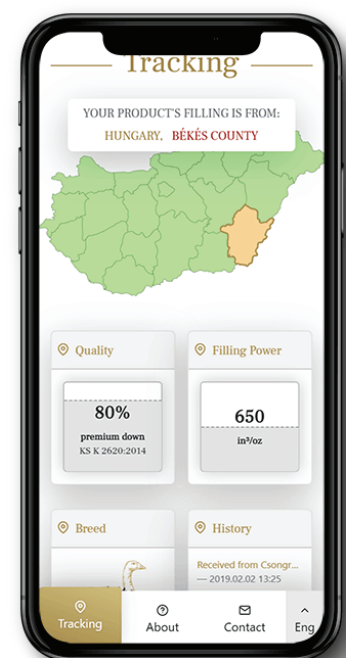 Tracking
YOUR PRODUCT'S FILLING IS FROM:
HUNGARY, BÉKÉS COUNTY
Quality
Filling Power
80%
premium down
KS K 2620:2014
650
in³/oz
Breed
History
Received from Csongr...
— 2019.02.02 13:25
Tracking
About
Contact
Eng